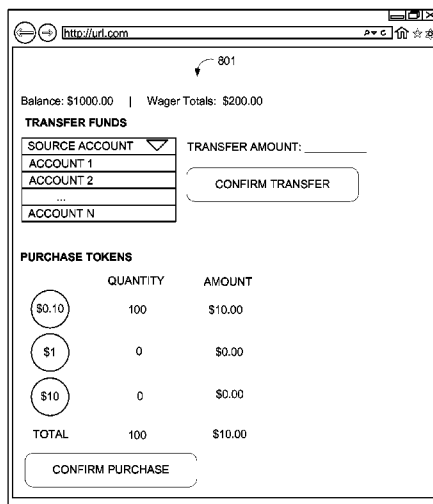 http://url.com
801
Balance: $1000.00 | Wager Totals: $200.00
TRANSFER FUNDS
SOURCE ACCOUNT
TRANSFER AMOUNT:
ACCOUNT 1
ACCOUNT 2
...
ACCOUNT N
CONFIRM TRANSFER
PURCHASE TOKENS
QUANTITY AMOUNT
$0.10 100 $10.00
$1 0 $0.00
$10 0 $0.00
TOTAL 100 $10.00
CONFIRM PURCHASE